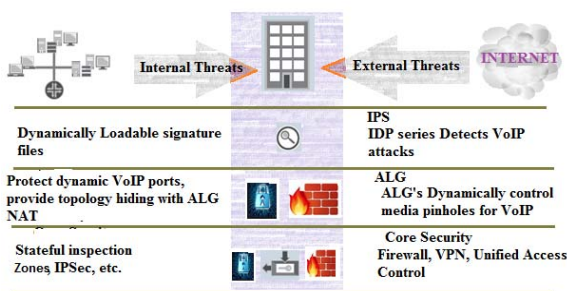 Internal Threats
External Threats
INTERNET
Dynamically Loadable signature
files
IPS
IDP series Detects VoIP
attacks
Protect dynamic VoIP ports,
provide topology hiding with ALG
NAT
ALG
ALG's Dynamically control
media pinholes for VoIP
Stateful inspection
Zones, IPSec, etc.
Core Security
Firewall, VPN, Unified Access
Control